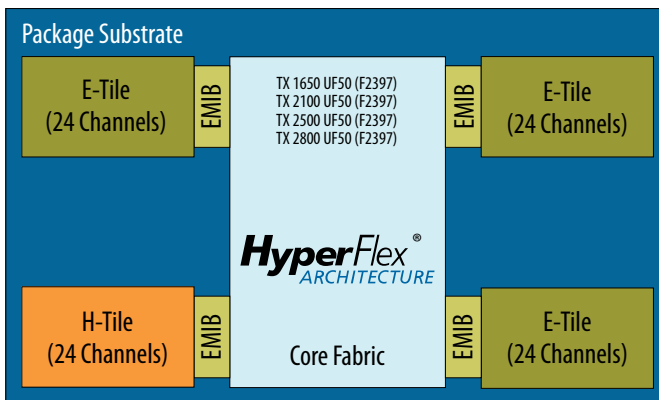 Package Substrate
E-Tile
(24 Channels)
EMIB
TX 1650 UF50 (F2397)
TX 2100 UF50 (F2397)
TX 2500 UF50 (F2397)
TX 2800 UF50 (F2397)
EMIB
E-Tile
(24 Channels)
HyperFlex®
ARCHITECTURE
H-Tile
(24 Channels)
EMIB
Core Fabric
EMIB
E-Tile
(24 Channels)